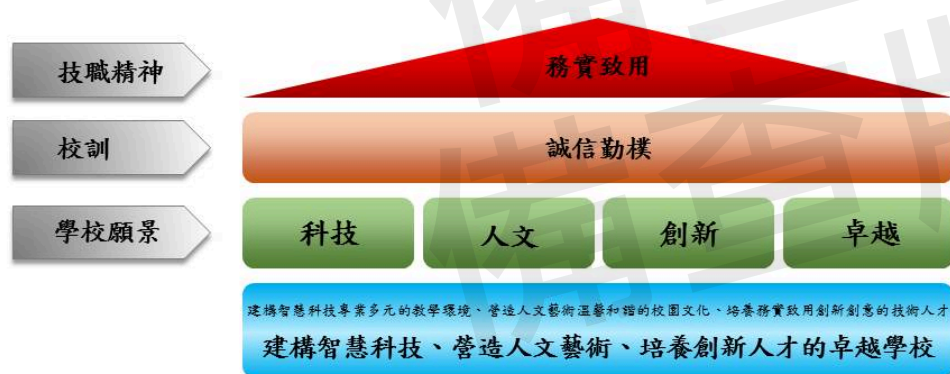 技職精神
務實致用
校訓
誠信勤樸
學校願景
科技
人文
創新
卓越
建構智慧科技專業多元的教學環境、營造人文藝術溫馨和諧的校園文化、培養務實致用創新創意的技術人才
建構智慧科技、營造人文藝術、培養創新人才的卓越學校